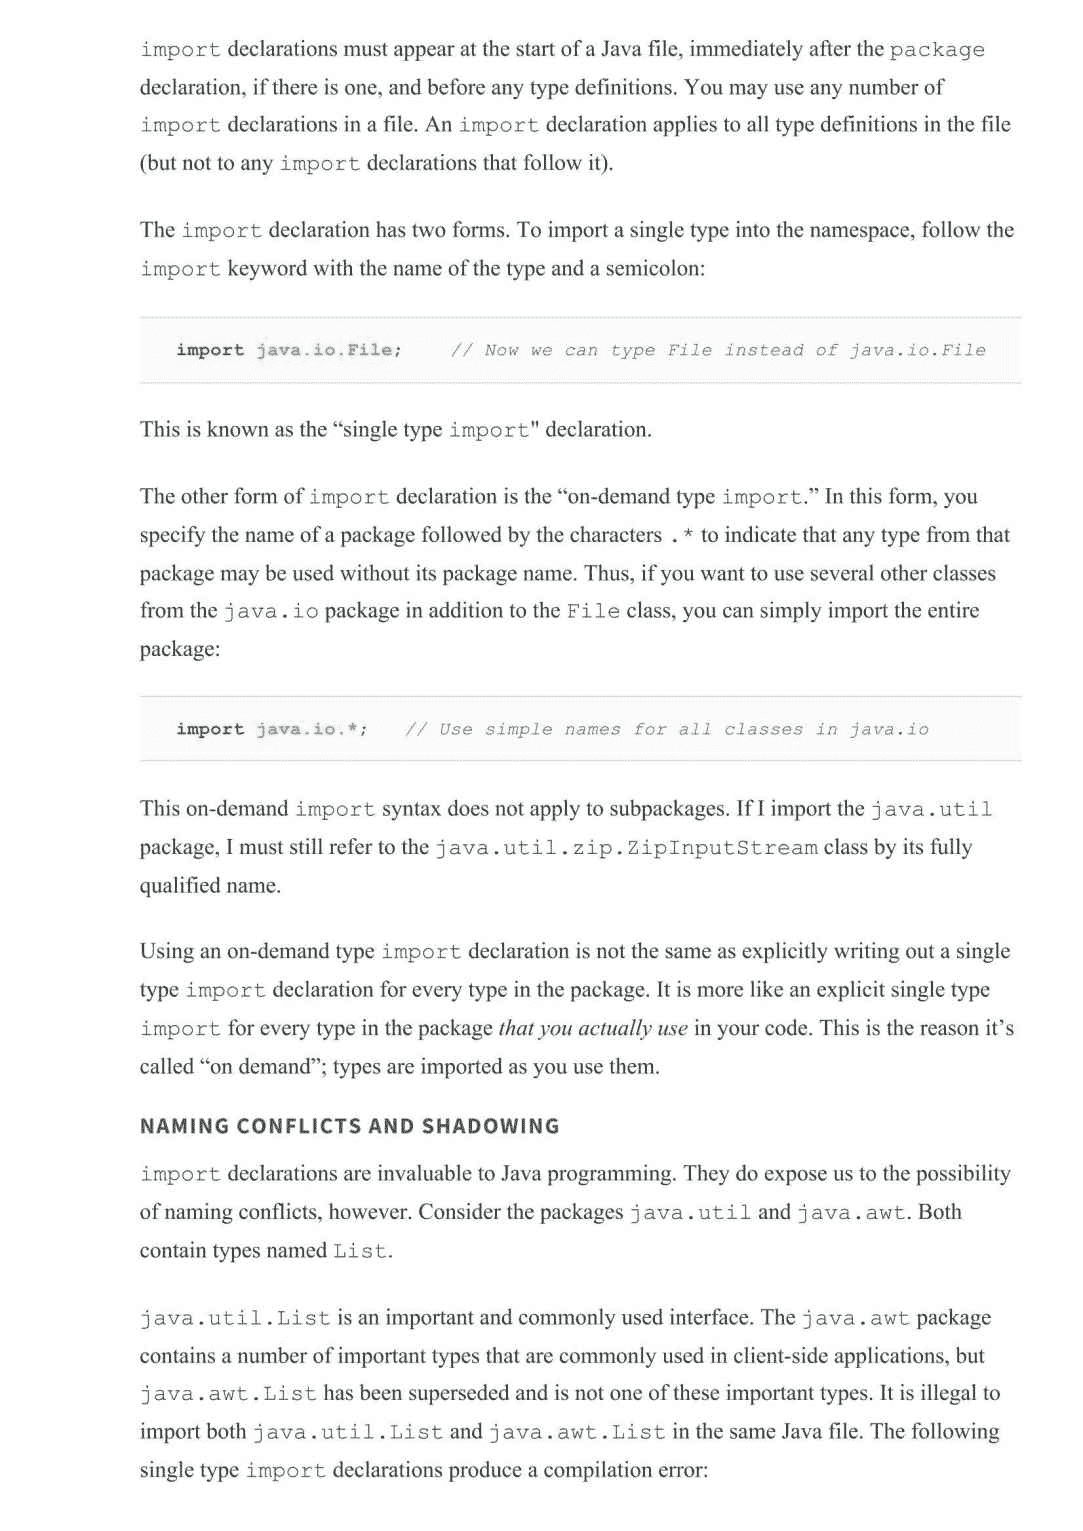 import declarations must appear at the start of a Java file, immediately after the package
declaration, if there is one, and before any type definitions. You may use any number of
import declarations in a file. An import declaration applies to all type definitions in the file
(but not to any import declarations that follow it).
The import declaration has two forms. To import a single type into the namespace, follow the
import keyword with the name of the type and a semicolon:
import java.io.File;    // Now we can type File instead of java.io.File
This is known as the “single type import" declaration.
The other form of import declaration is the “on-demand type import.” In this form, you
specify the name of a package followed by the characters .* to indicate that any type from that
package may be used without its package name. Thus, if you want to use several other classes
from the java.io package in addition to the File class, you can simply import the entire
package:
import java.io.*;   // Use simple names for all classes in java.io
This on-demand import syntax does not apply to subpackages. If I import the java.util
package, I must still refer to the java.util.zip.ZipInputStream class by its fully
qualified name.
Using an on-demand type import declaration is not the same as explicitly writing out a single
type import declaration for every type in the package. It is more like an explicit single type
import for every type in the package that you actually use in your code. This is the reason it’s
called “on demand”; types are imported as you use them.
NAMING CONFLICTS AND SHADOWING
import declarations are invaluable to Java programming. They do expose us to the possibility
of naming conflicts, however. Consider the packages java.util and java.awt. Both
contain types named List.
java.util.List is an important and commonly used interface. The java.awt package
contains a number of important types that are commonly used in client-side applications, but
java.awt.List has been superseded and is not one of these important types. It is illegal to
import both java.util.List and java.awt.List in the same Java file. The following
single type import declarations produce a compilation error: